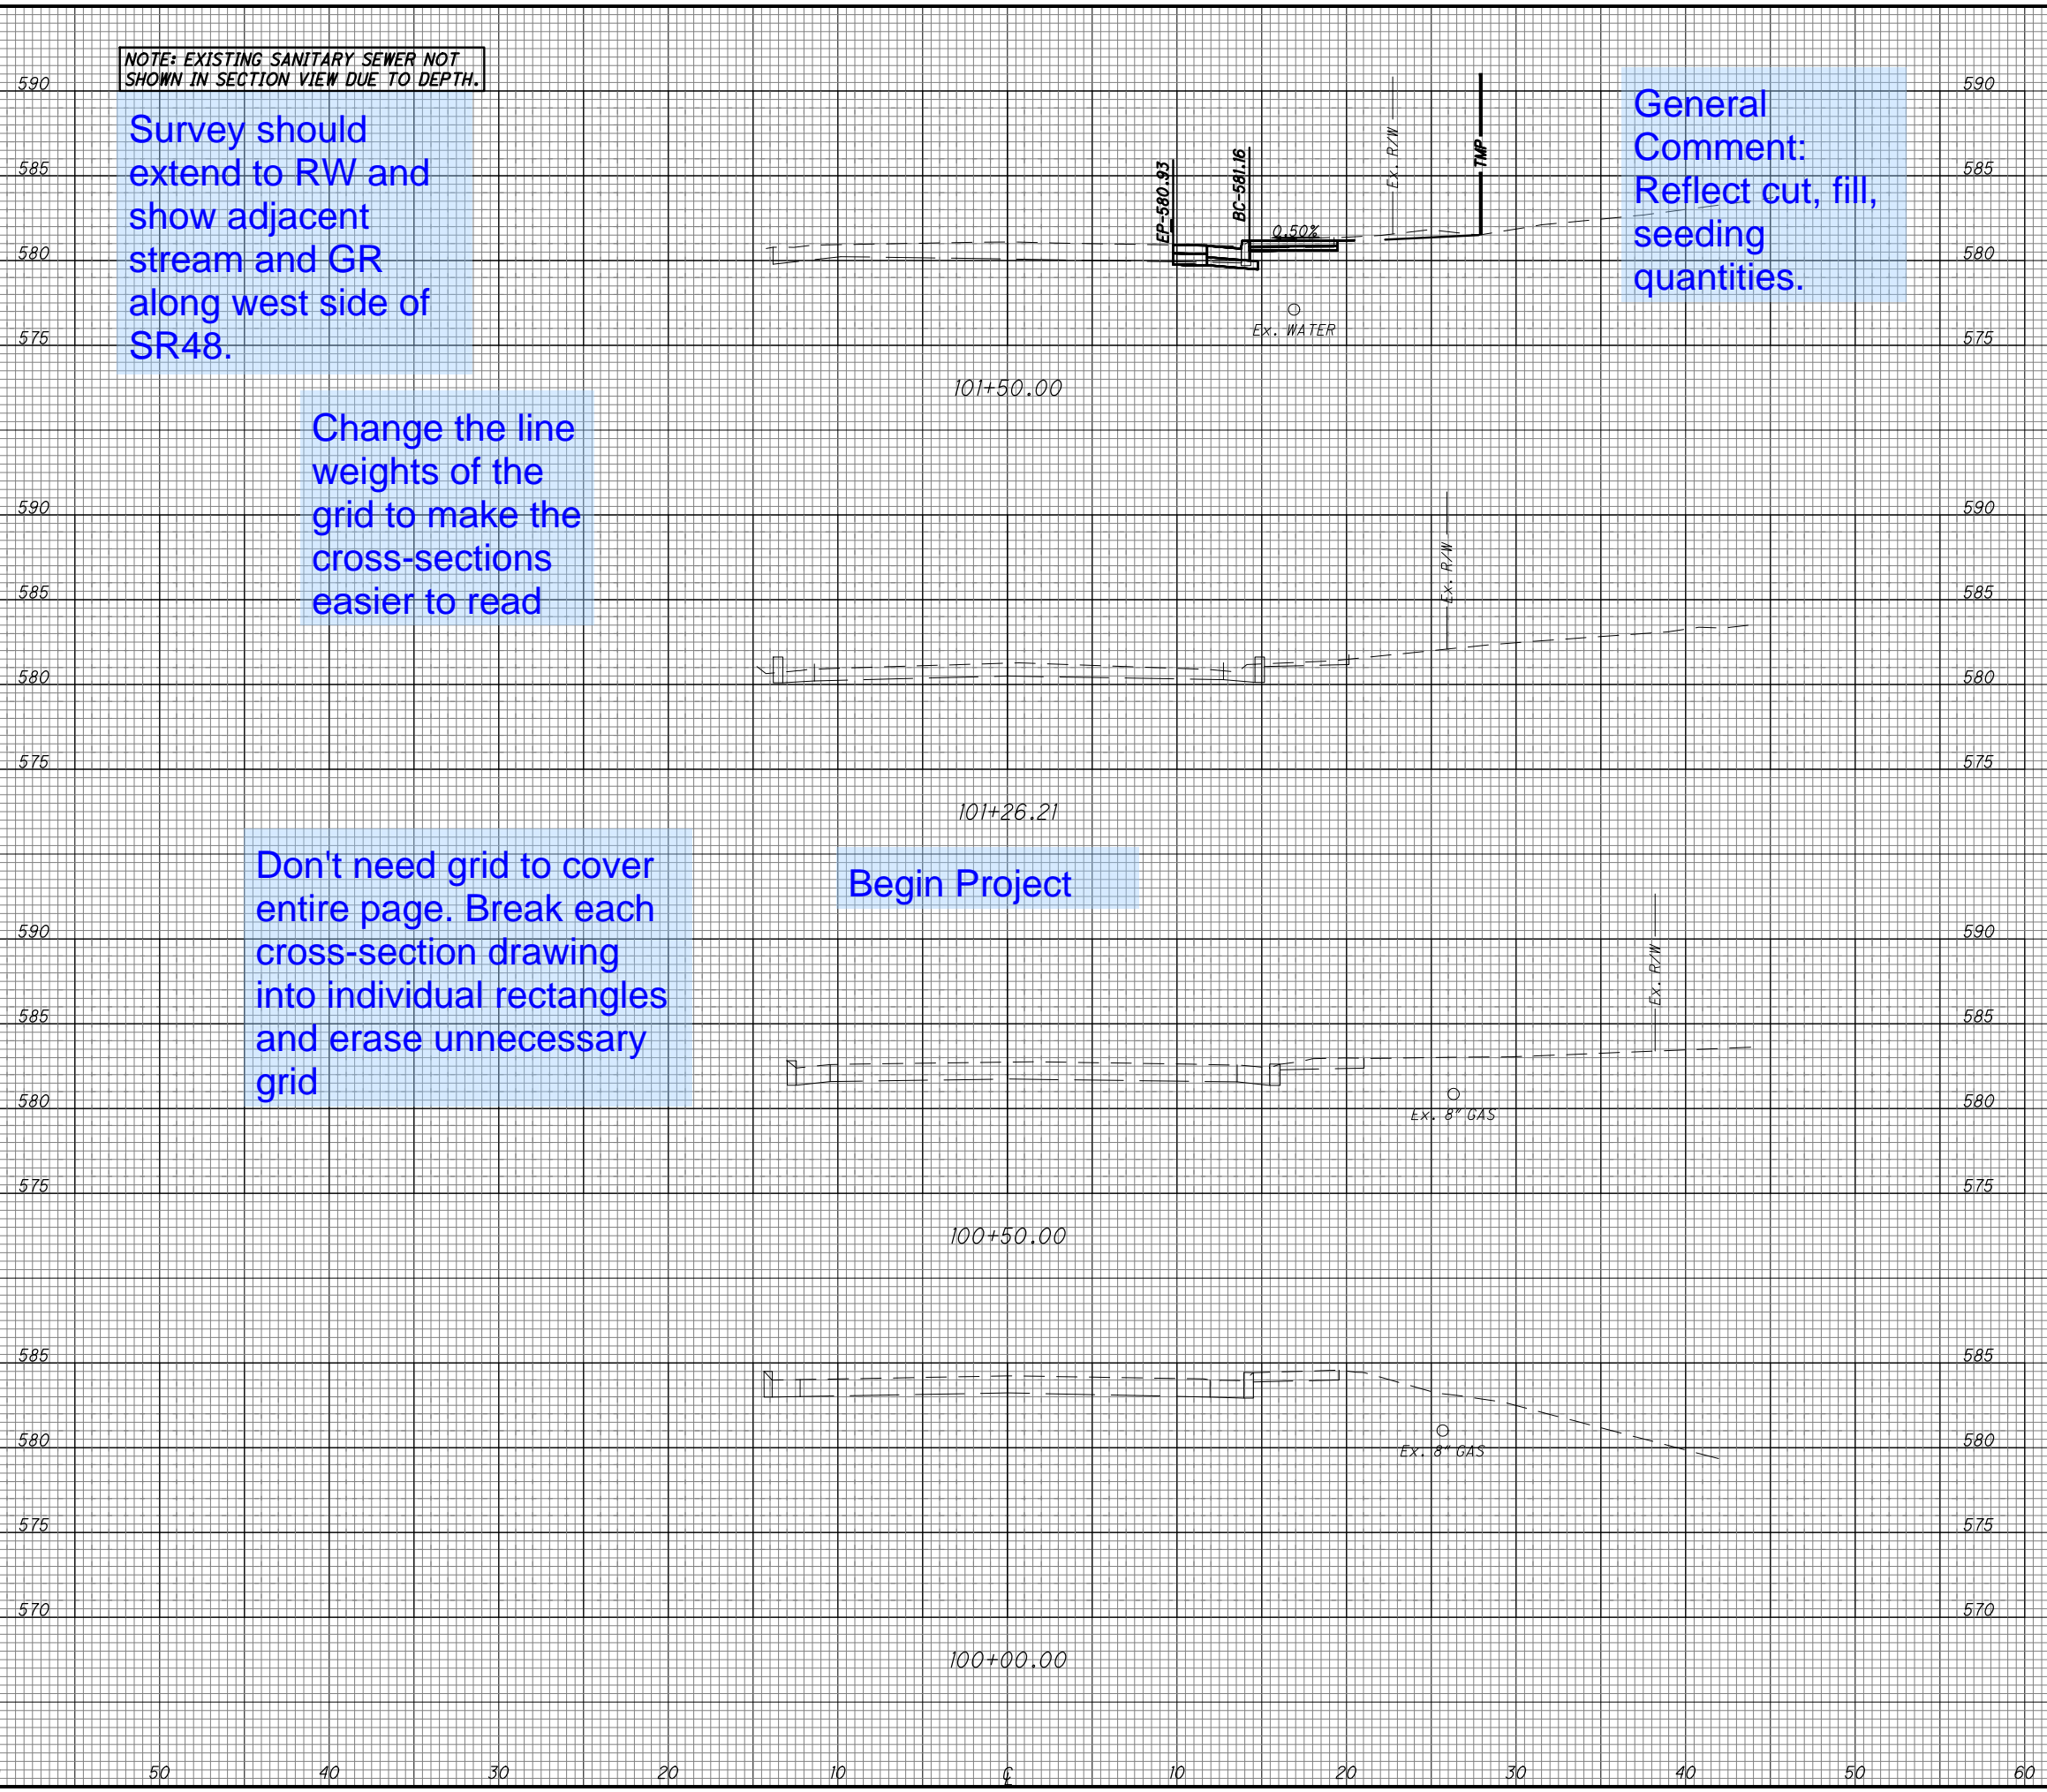 NOTE: EXISTING SANITARY SEWER NOT
SHOWN IN SECTION VIEW DUE TO DEPTH.
590
590
Survey should
extend to RW and
show adjacent
stream and GR
along west side of
SR48.
General
Comment:
Reflect cut, fill,
seeding
quantities.
585
585
EP-580.93
BC-581.16
Ex. R/W
TMP
0.50%
580
580
Ex. WATER
575
575
101+50.00
Change the line
weights of the
grid to make the
cross-sections
easier to read
590
590
Ex. R/W
585
585
580
580
575
575
101+26.21
Don't need grid to cover
entire page. Break each
cross-section drawing
into individual rectangles
and erase unnecessary
grid
Begin Project
590
590
Ex. R/W
585
585
580
580
Ex. 8" GAS
575
575
100+50.00
585
585
580
580
Ex. 8" GAS
575
575
570
570
100+00.00
50 40 30 20 10 ℄ 10 20 30 40 50 60